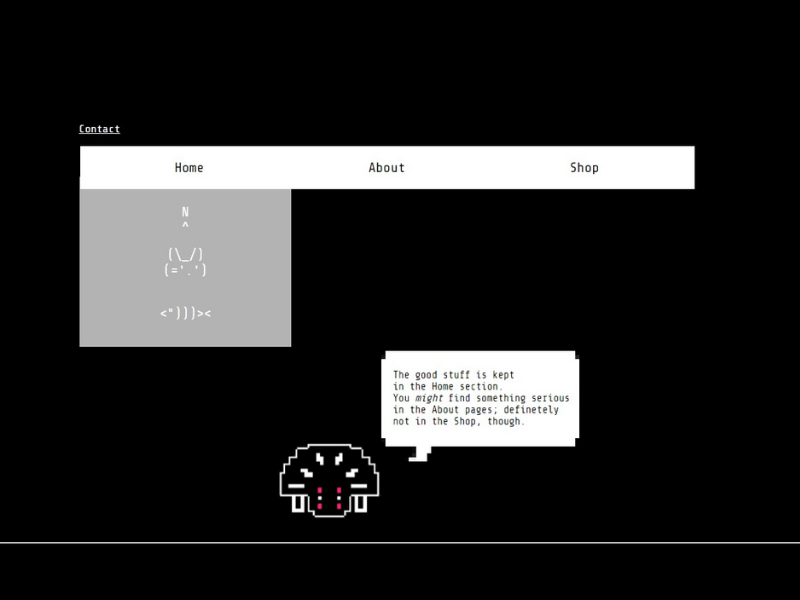 Contact
Home About Shop
N
^
(\_/)
(='.')
<")))><
The good stuff is kept
in the Home section.
You might find something serious
in the About pages; definetely
not in the Shop, though.